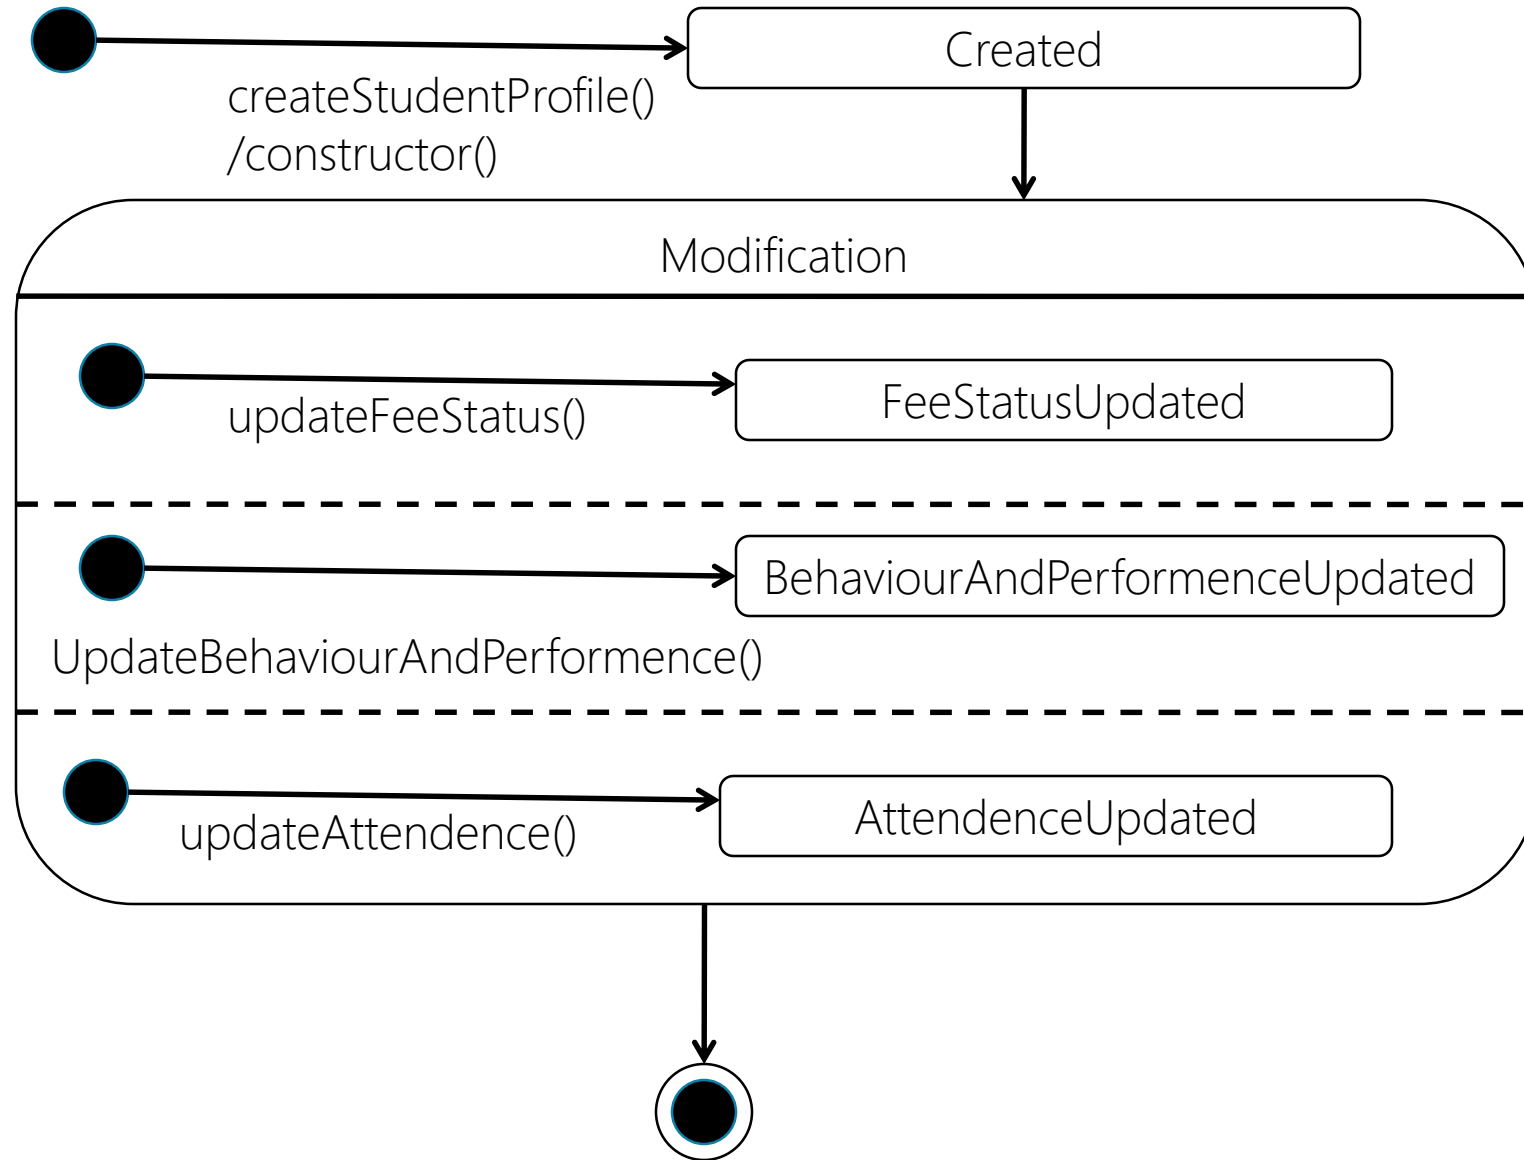 Created
createStudentProfile()
/constructor()
Modification
updateFeeStatus()
FeeStatusUpdated
BehaviourAndPerformenceUpdated
UpdateBehaviourAndPerformence()
updateAttendence()
AttendenceUpdated